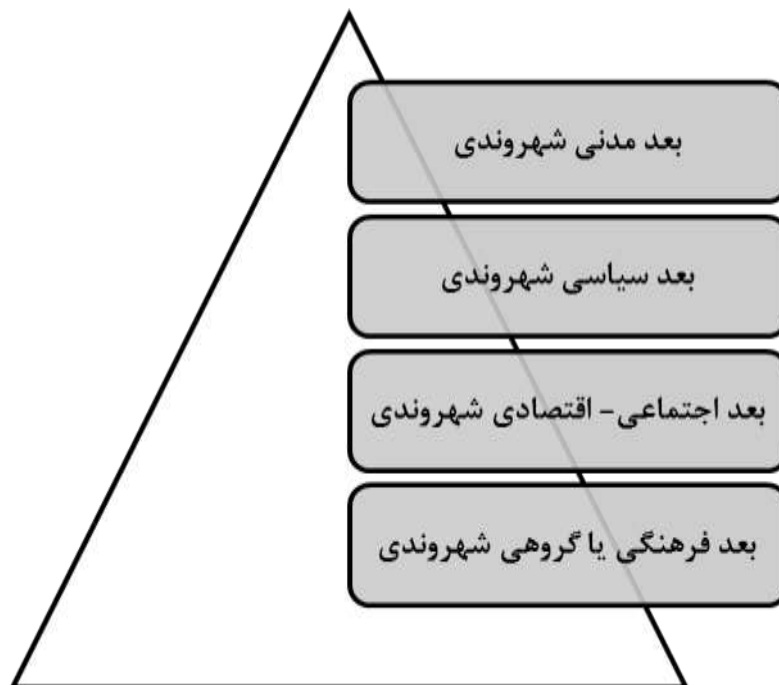 بعد مدنی شهروندی
بعد سیاسی شهروندی
بعد اجتماعی- اقتصادی شهروندی
بعد فرهنگی یا گروهی شهروندی